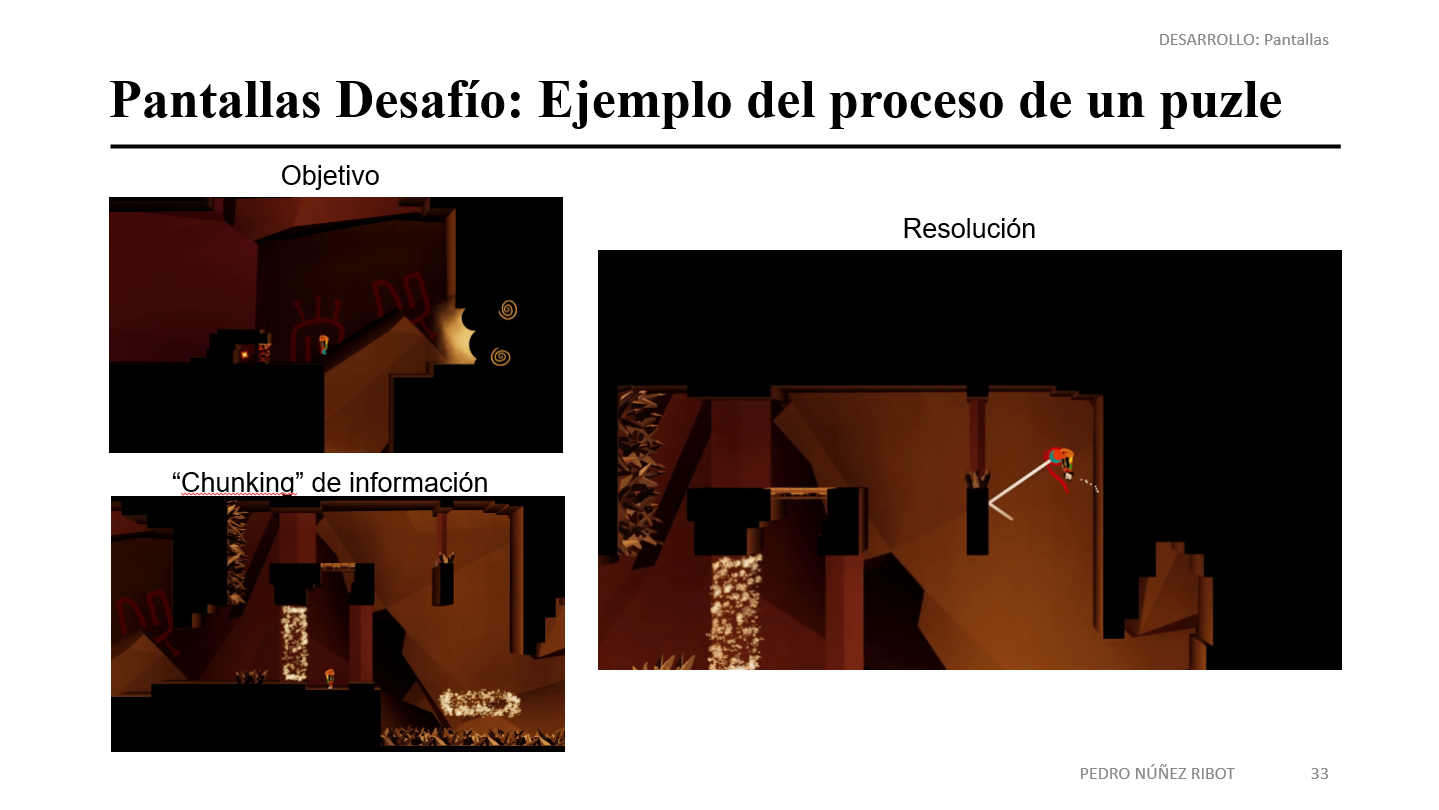 DESARROLLO: Pantallas
Pantallas Desafío: Ejemplo del proceso de un puzle
Objetivo
Resolución
“Chunking” de información
PEDRO NÚÑEZ RIBOT
33